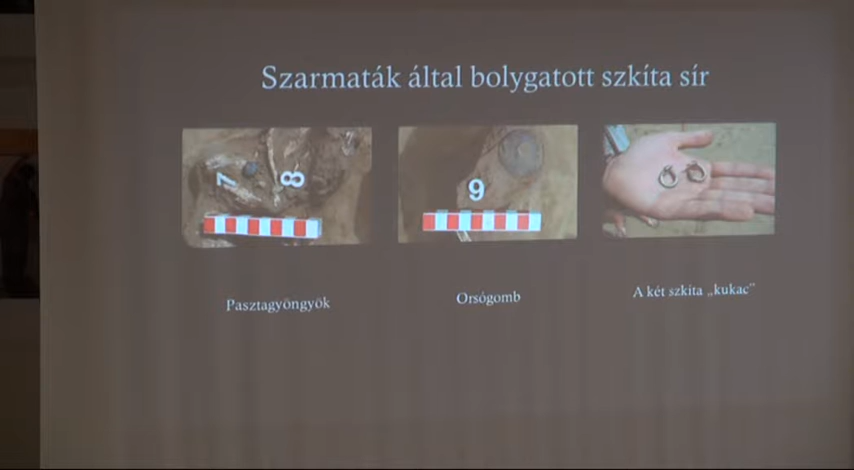 Szarmaták által bolygatott szkíta sír
7
8
9
Pasztagyöngyök
Orsógomb
A két szkíta „kukac”